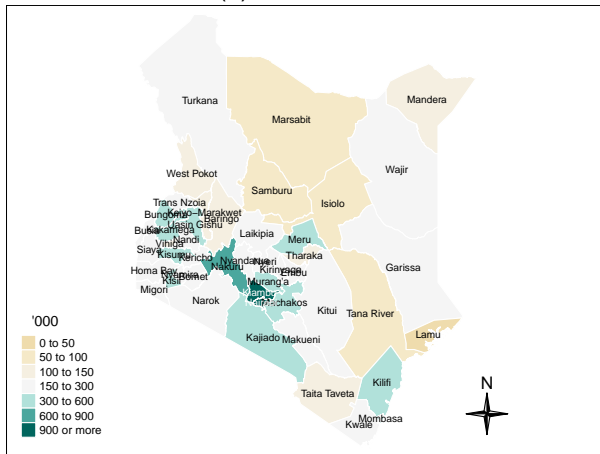 Mandera
Turkana
Marsabit
Wajir
West Pokot
Samburu
Isiolo
Trans Nzoia
Keiyo-Marakwet
Bungoma
Baringo
Uasin Gishu
Kakamega
Busia
Laikipia
Nandi
Meru
Vihiga
Siaya
Kisumu
Tharaka
Kericho
Nyandarua
Nyeri
Nakuru
Garissa
Kirinyaga
Embu
Homa Bay
Nyamira
Bomet
Kisii
Murang'a
Kiambu
Migori
Narok
Machakos
Kitui
Tana River
Lamu
Kajiado
Makueni
'000
0 to 50
50 to 100
100 to 150
150 to 300
300 to 600
600 to 900
900 or more
Kilifi
Taita Taveta
N
Mombasa
Kwale